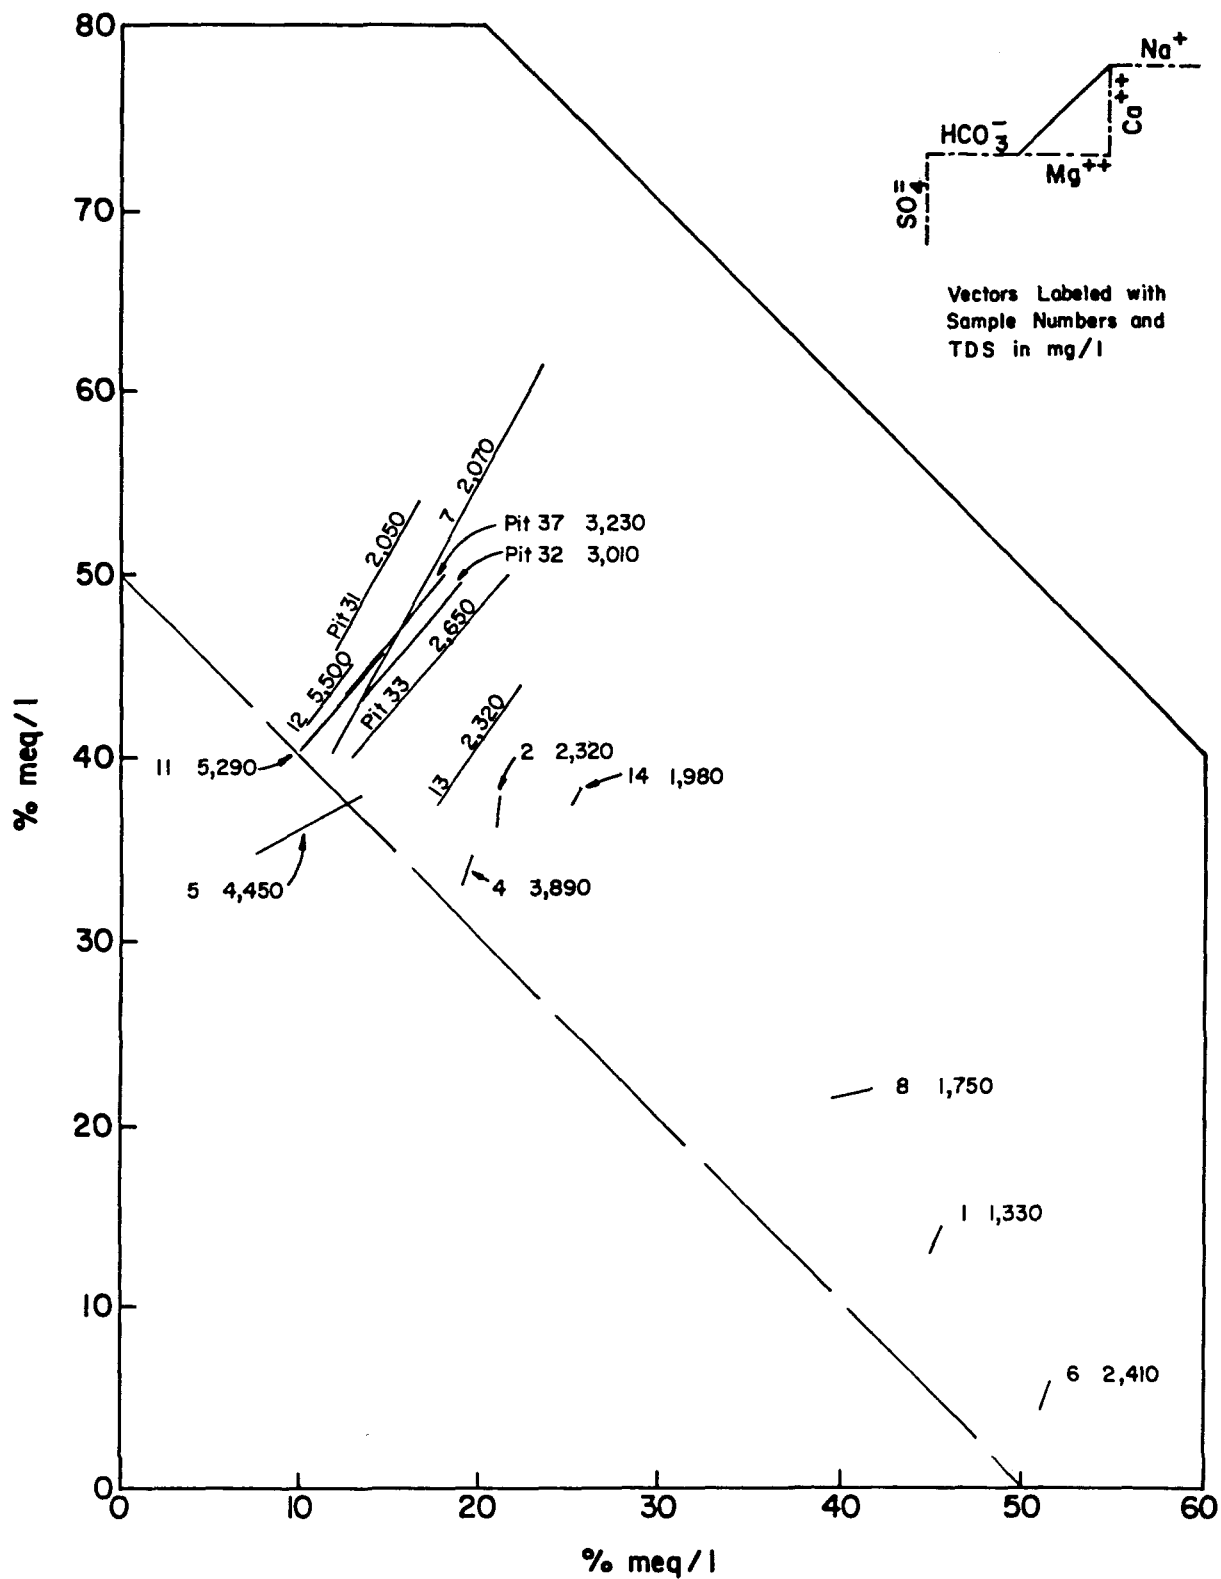 80
70
60
50
40
30
20
10
0
% meq/l
Na+
Ca++
HCO3-
Mg++
SO4=
Vectors Labeled with
Sample Numbers and
TDS in mg/l
7 2,070
Pit 31 2,050
Pit 37 3,230
Pit 32 3,010
12 5,500
Pit 33 2,650
13 2,320
11 5,290
2 2,320
14 1,980
5 4,450
4 3,890
8 1,750
1 1,330
6 2,410
0 10 20 30 40 50 60
% meq/l